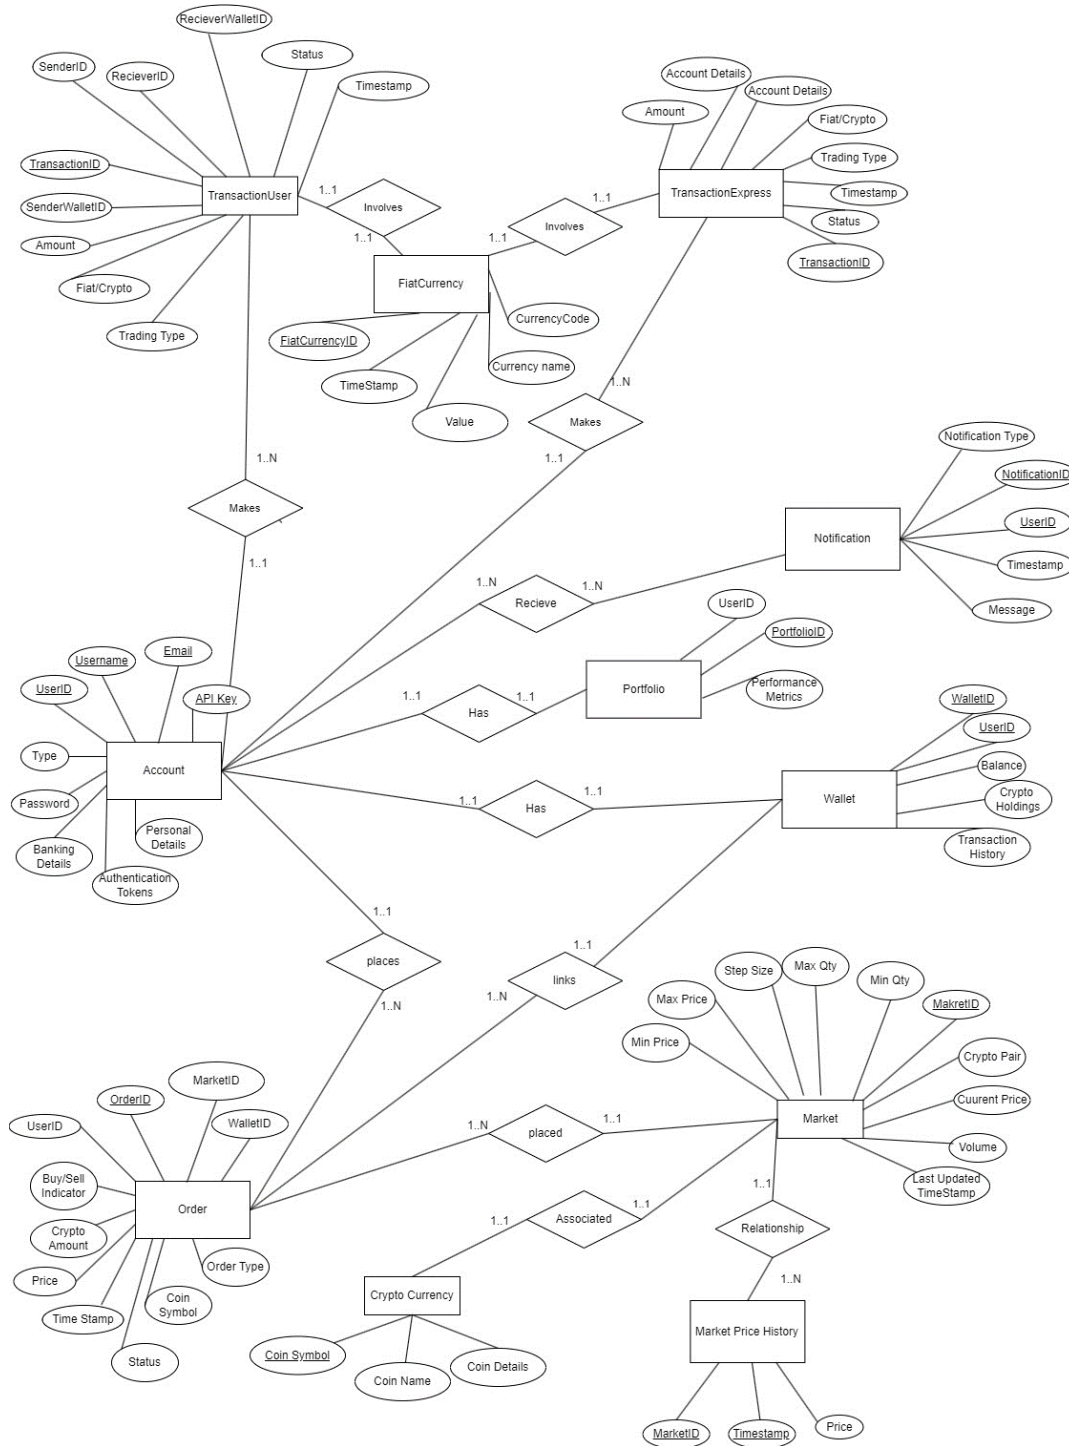 RecieverWalletID
Status
SenderID
RecieverID
Timestamp
TransactionID
TransactionUser
SenderWalletID
Amount
Fiat/Crypto
Trading Type
1..1
Involves
1..1
Account Details
Account Details
Amount
Fiat/Crypto
Trading Type
TransactionExpress
Timestamp
Status
TransactionID
1..1
Involves
1..1
FiatCurrency
FiatCurrencyID
CurrencyCode
Currency name
TimeStamp
Value
1..N
Makes
1..1
1..N
Makes
1..1
Notification Type
NotificationID
Notification
UserID
Timestamp
Message
1..N
Recieve
1..N
UserID
PortfolioID
Portfolio
Performance
Metrics
1..1
Has
1..1
Username
Email
UserID
API Key
Type
Account
Password
Personal
Details
Banking
Details
Authentication
Tokens
1..1
Has
1..1
WalletID
UserID
Balance
Wallet
Crypto
Holdings
Transaction
History
1..1
places
1..N
1..1
links
1..N
Step Size
Max Qty
Min Qty
Max Price
MakretID
Min Price
Crypto Pair
Cuurent Price
Market
Volume
Last Updated
TimeStamp
MarketID
OrderID
UserID
WalletID
Buy/Sell
Indicator
Order
Crypto
Amount
Order Type
Price
Coin
Symbol
Time Stamp
Status
1..N
placed
1..1
1..1
Associated
1..1
1..1
Relationship
1..N
Crypto Currency
Coin Symbol
Coin Name
Coin Details
Market Price History
MarketID
Timestamp
Price